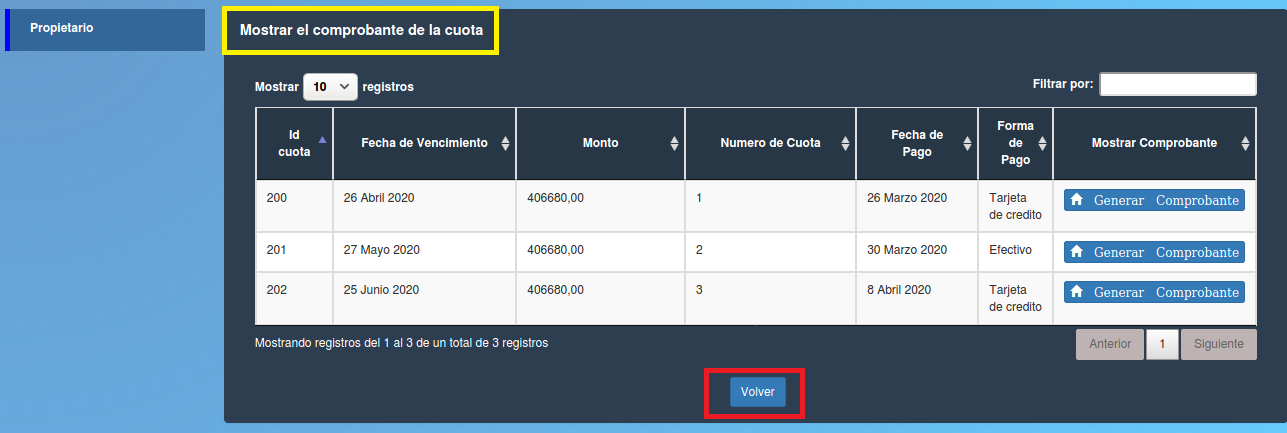 Propietario
Mostrar el comprobante de la cuota
Mostrar 10 registros
Filtrar por:
Id cuota Fecha de Vencimiento Monto Numero de Cuota Fecha de Pago Forma de Pago Mostrar Comprobante
200 26 Abril 2020 406680,00 1 26 Marzo 2020 Tarjeta de credito Generar Comprobante
201 27 Mayo 2020 406680,00 2 30 Marzo 2020 Efectivo Generar Comprobante
202 25 Junio 2020 406680,00 3 8 Abril 2020 Tarjeta de credito Generar Comprobante
Mostrando registros del 1 al 3 de un total de 3 registros
Anterior 1 Siguiente
Volver